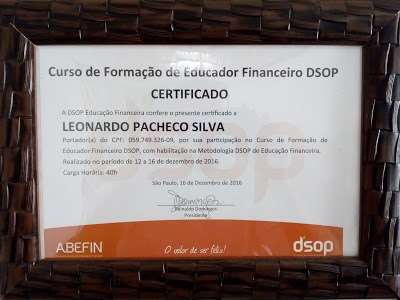 Curso de Formação de Educador Financeiro DSOP
CERTIFICADO
A DSOP Educação Financeira confere o presente certificado a
LEONARDO PACHECO SILVA
Portador(a) do CPF: 059.749.326-09, por sua participação no Curso de Formação de
Educador Financeiro DSOP, com habilitação na Metodologia DSOP de Educação Financeira.
Realizado no período de 12 a 16 de dezembro de 2016.
Carga Horária: 40h
São Paulo, 16 de Dezembro de 2016
Reinaldo Domingos
Presidente
ABEFIN
O valor de ser feliz!
dsop